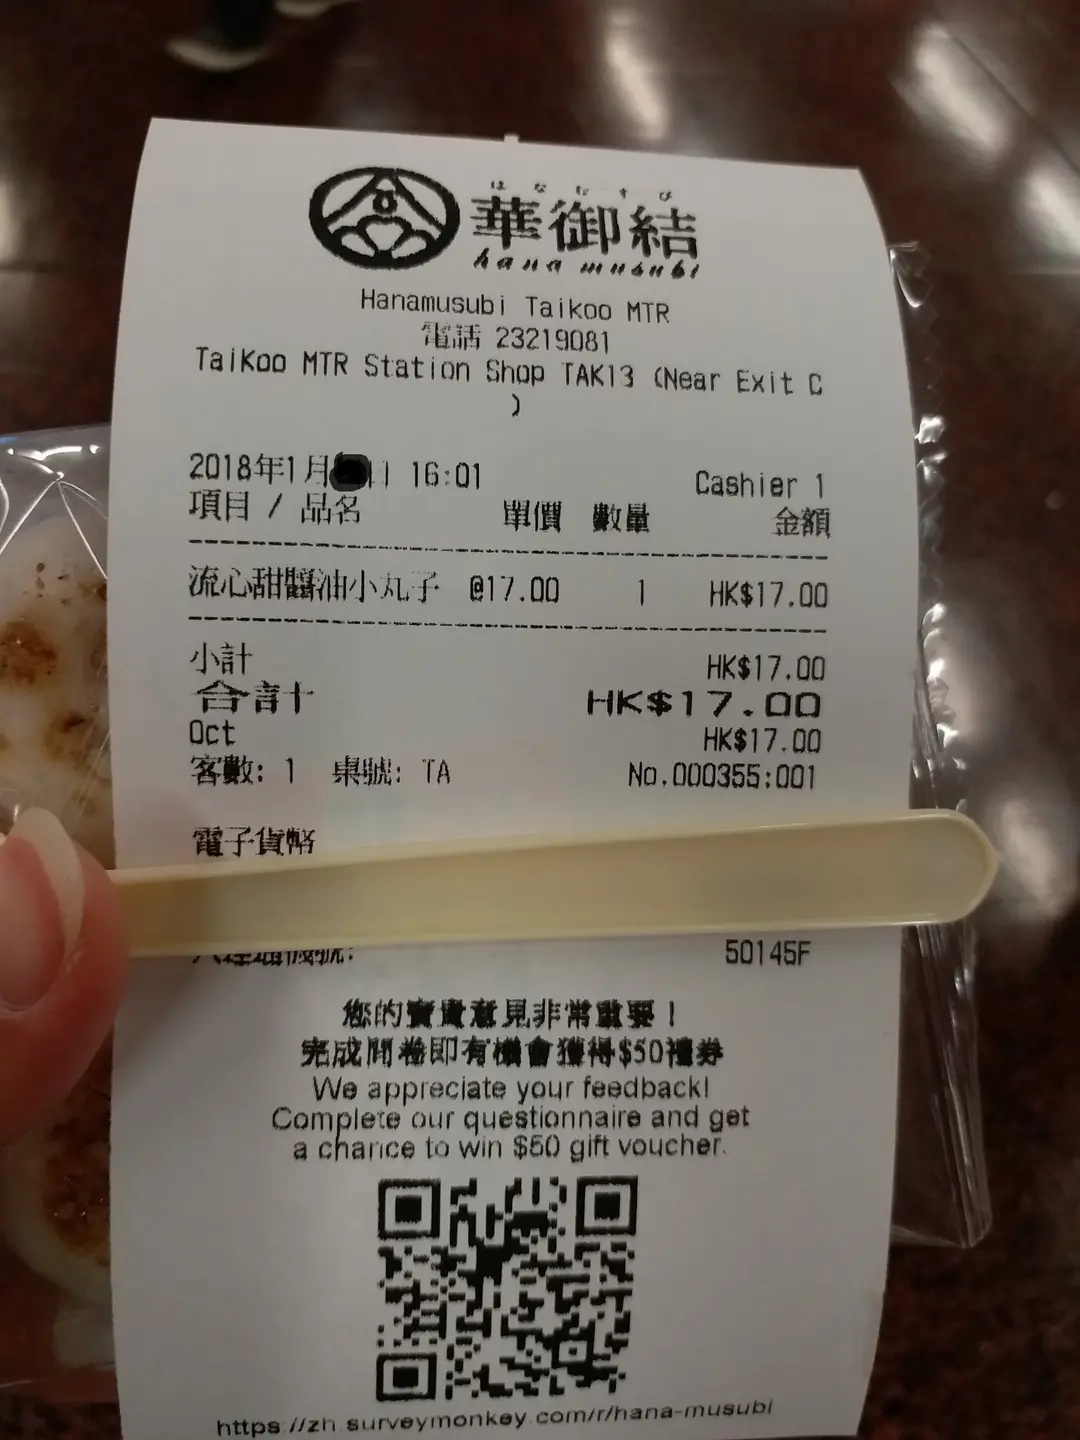 はなむすび
華御結
hana musubi
Hanamusubi Taikoo MTR
電話 23219081
TaiKoo MTR Station Shop TAK13 (Near Exit C
)
2018年1月 日 16:01 Cashier 1
項目 / 品名 單價 數量 金額
流心甜醬油小丸子 @17.00 1 HK$17.00
小計 HK$17.00
合計 HK$17.00
Oct HK$17.00
客數: 1 桌號: TA No.000355:001
電子貨幣
50145F
您的寶貴意見非常重要！
完成問卷即有機會獲得$50禮券
We appreciate your feedback!
Complete our questionnaire and get
a chance to win $50 gift voucher.
https://zh.surveymonkey.com/r/hana-musubi